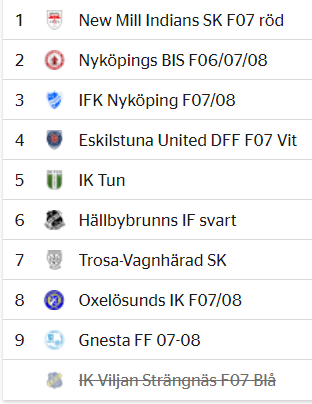 1 New Mill Indians SK F07 röd
2 Nyköpings BIS F06/07/08
3 IFK Nyköping F07/08
4 Eskilstuna United DFF F07 Vit
5 IK Tun
6 Hällbybrunns IF svart
7 Trosa-Vagnhärad SK
8 Oxelösunds IK F07/08
9 Gnesta FF 07-08
IK Viljan Strängnäs F07 Blå